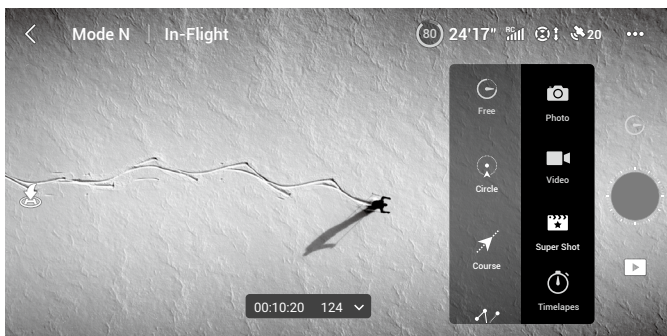 Mode N | In-Flight
80 24'17" RC 20
Free
Photo
Circle
Video
Course
Super Shot
Timelapes
00:10:20 124